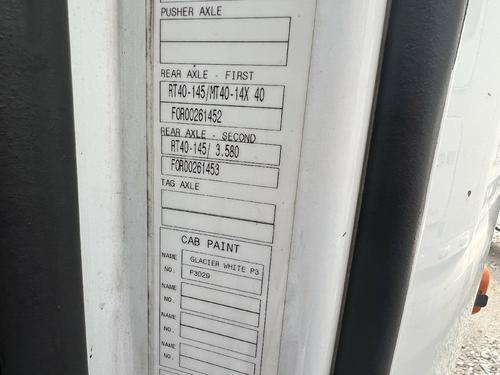 PUSHER AXLE
REAR AXLE - FIRST
RT40-145/MT40-14X 40
FOR00261452
REAR AXLE - SECOND
RT40-145/ 3.580
FOR00261453
TAG AXLE
CAB PAINT
NAME GLACIER WHITE P3
NO. P3029
NAME
NO.
NAME
NO.
NAME
NO.